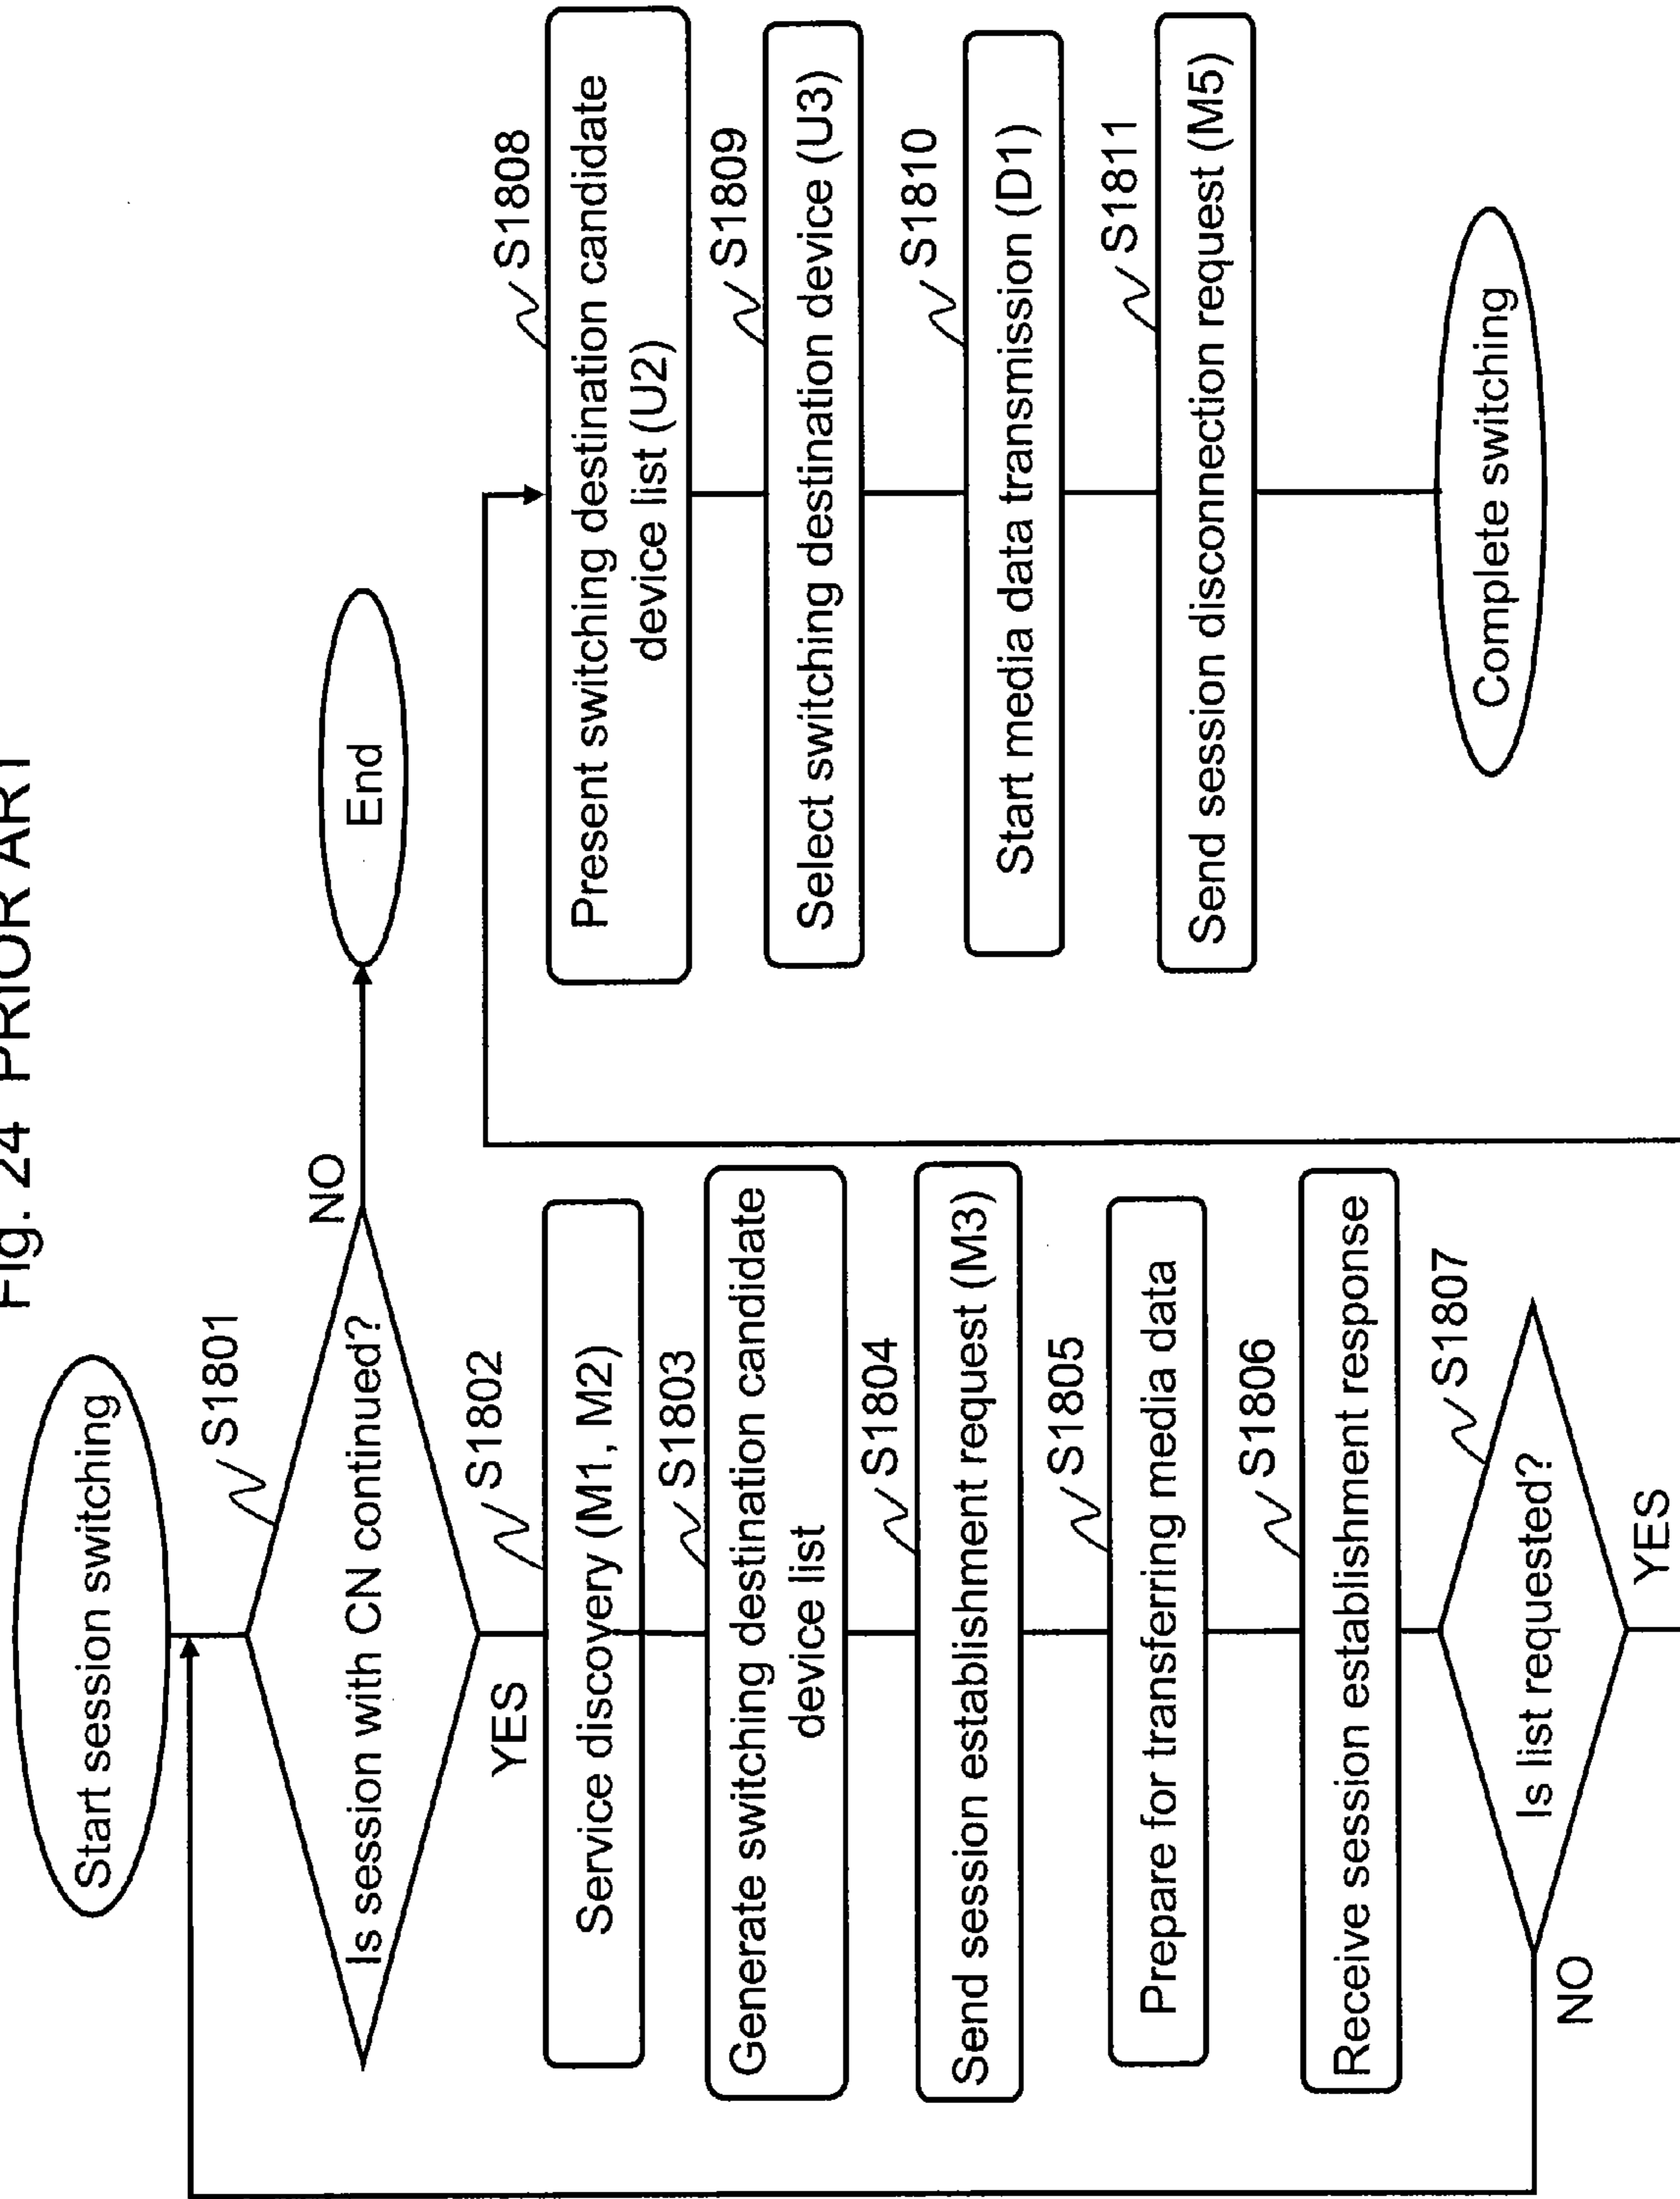 Fig. 24 PRIOR ART
Start session switching
S1801
Is session with CN continued?
NO
End
YES
S1802
Service discovery (M1, M2)
S1803
Generate switching destination candidate
device list
S1804
Send session establishment request (M3)
S1805
Prepare for transferring media data
S1806
Receive session establishment response
S1807
Is list requested?
NO
YES
S1808
Present switching destination candidate
device list (U2)
S1809
Select switching destination device (U3)
S1810
Start media data transmission (D1)
S1811
Send session disconnection request (M5)
Complete switching